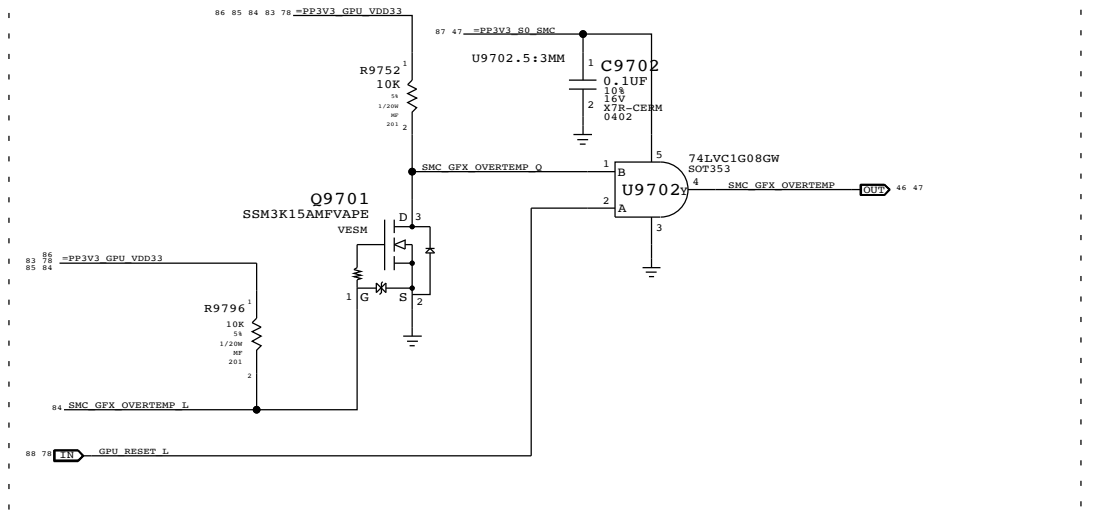 86 85 84 83 78 =PP3V3_GPU_VDD33
87 47 =PP3V3_S0_SMC
U9702.5:3MM
1 C9702
0.1UF
10%
16V
2 X7R-CERM
0402
R9752 1
10K
5%
1/20W
MF
201 2
SMC_GFX_OVERTEMP_Q
1 B
5
74LVC1G08GW
SOT353
U9702 Y 4
SMC_GFX_OVERTEMP
OUT 46 47
2 A
3
Q9701
SSM3K15AMFVAPE
VESM
D 3
1 G S 2
86
83 78 =PP3V3_GPU_VDD33
85 84
R9796 1
10K
5%
1/20W
MF
201
2
84 SMC_GFX_OVERTEMP_L
88 78 IN GPU_RESET_L